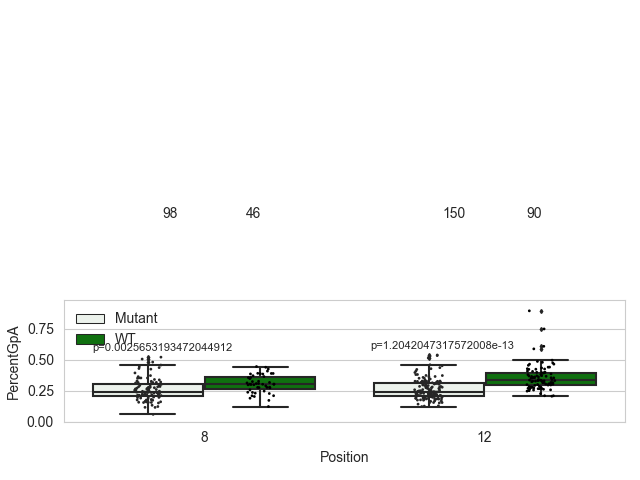 98 46 150 90
PercentGpA
0.75
0.50
0.25
0.00
Mutant
WT
p=0.0025653193472044912
p=1.2042047317572008e-13
8 12
Position